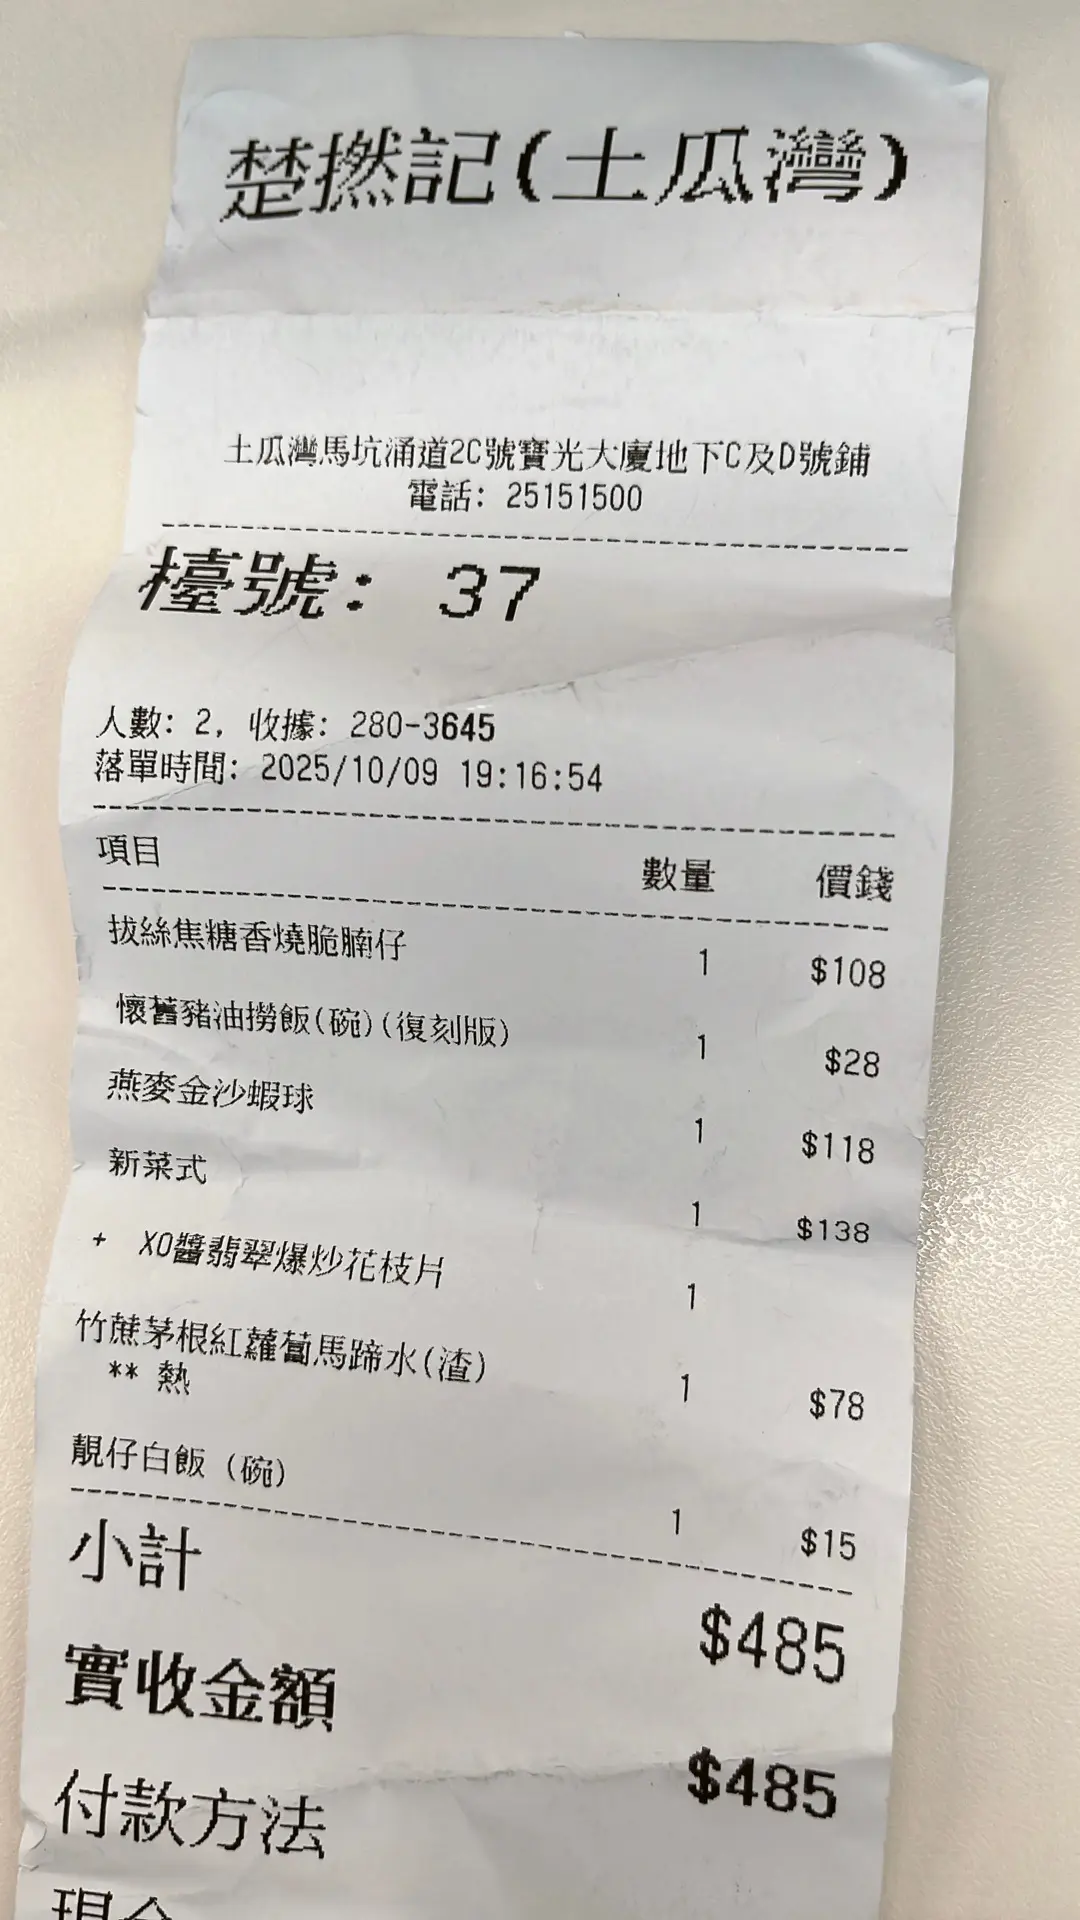 楚撚記(土瓜灣)
土瓜灣馬坑涌道2C號寶光大廈地下C及D號鋪
電話: 25151500
檯號: 37
人數: 2, 收據: 280-3645
落單時間: 2025/10/09 19:16:54
項目 數量 價錢
拔絲焦糖香燒脆腩仔 1 $108
懷舊豬油撈飯(碗)(復刻版) 1 $28
燕麥金沙蝦球 1 $118
新菜式 1 $138
+ XO醬翡翠爆炒花枝片 1
竹蔗茅根紅蘿蔔馬蹄水(渣) 1 $78
** 熱
靚仔白飯 (碗) 1 $15
小計 $485
實收金額 $485
付款方法
現金